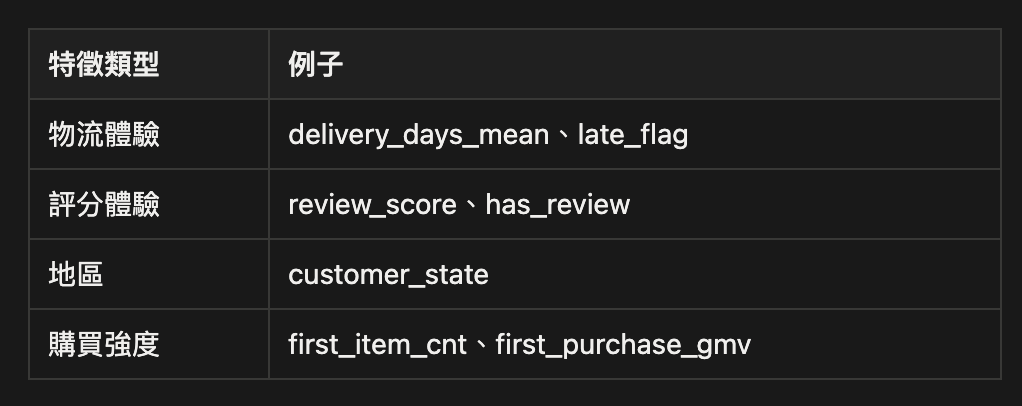 特徵類型 例子
物流體驗 delivery_days_mean、late_flag
評分體驗 review_score、has_review
地區 customer_state
購買強度 first_item_cnt、first_purchase_gmv